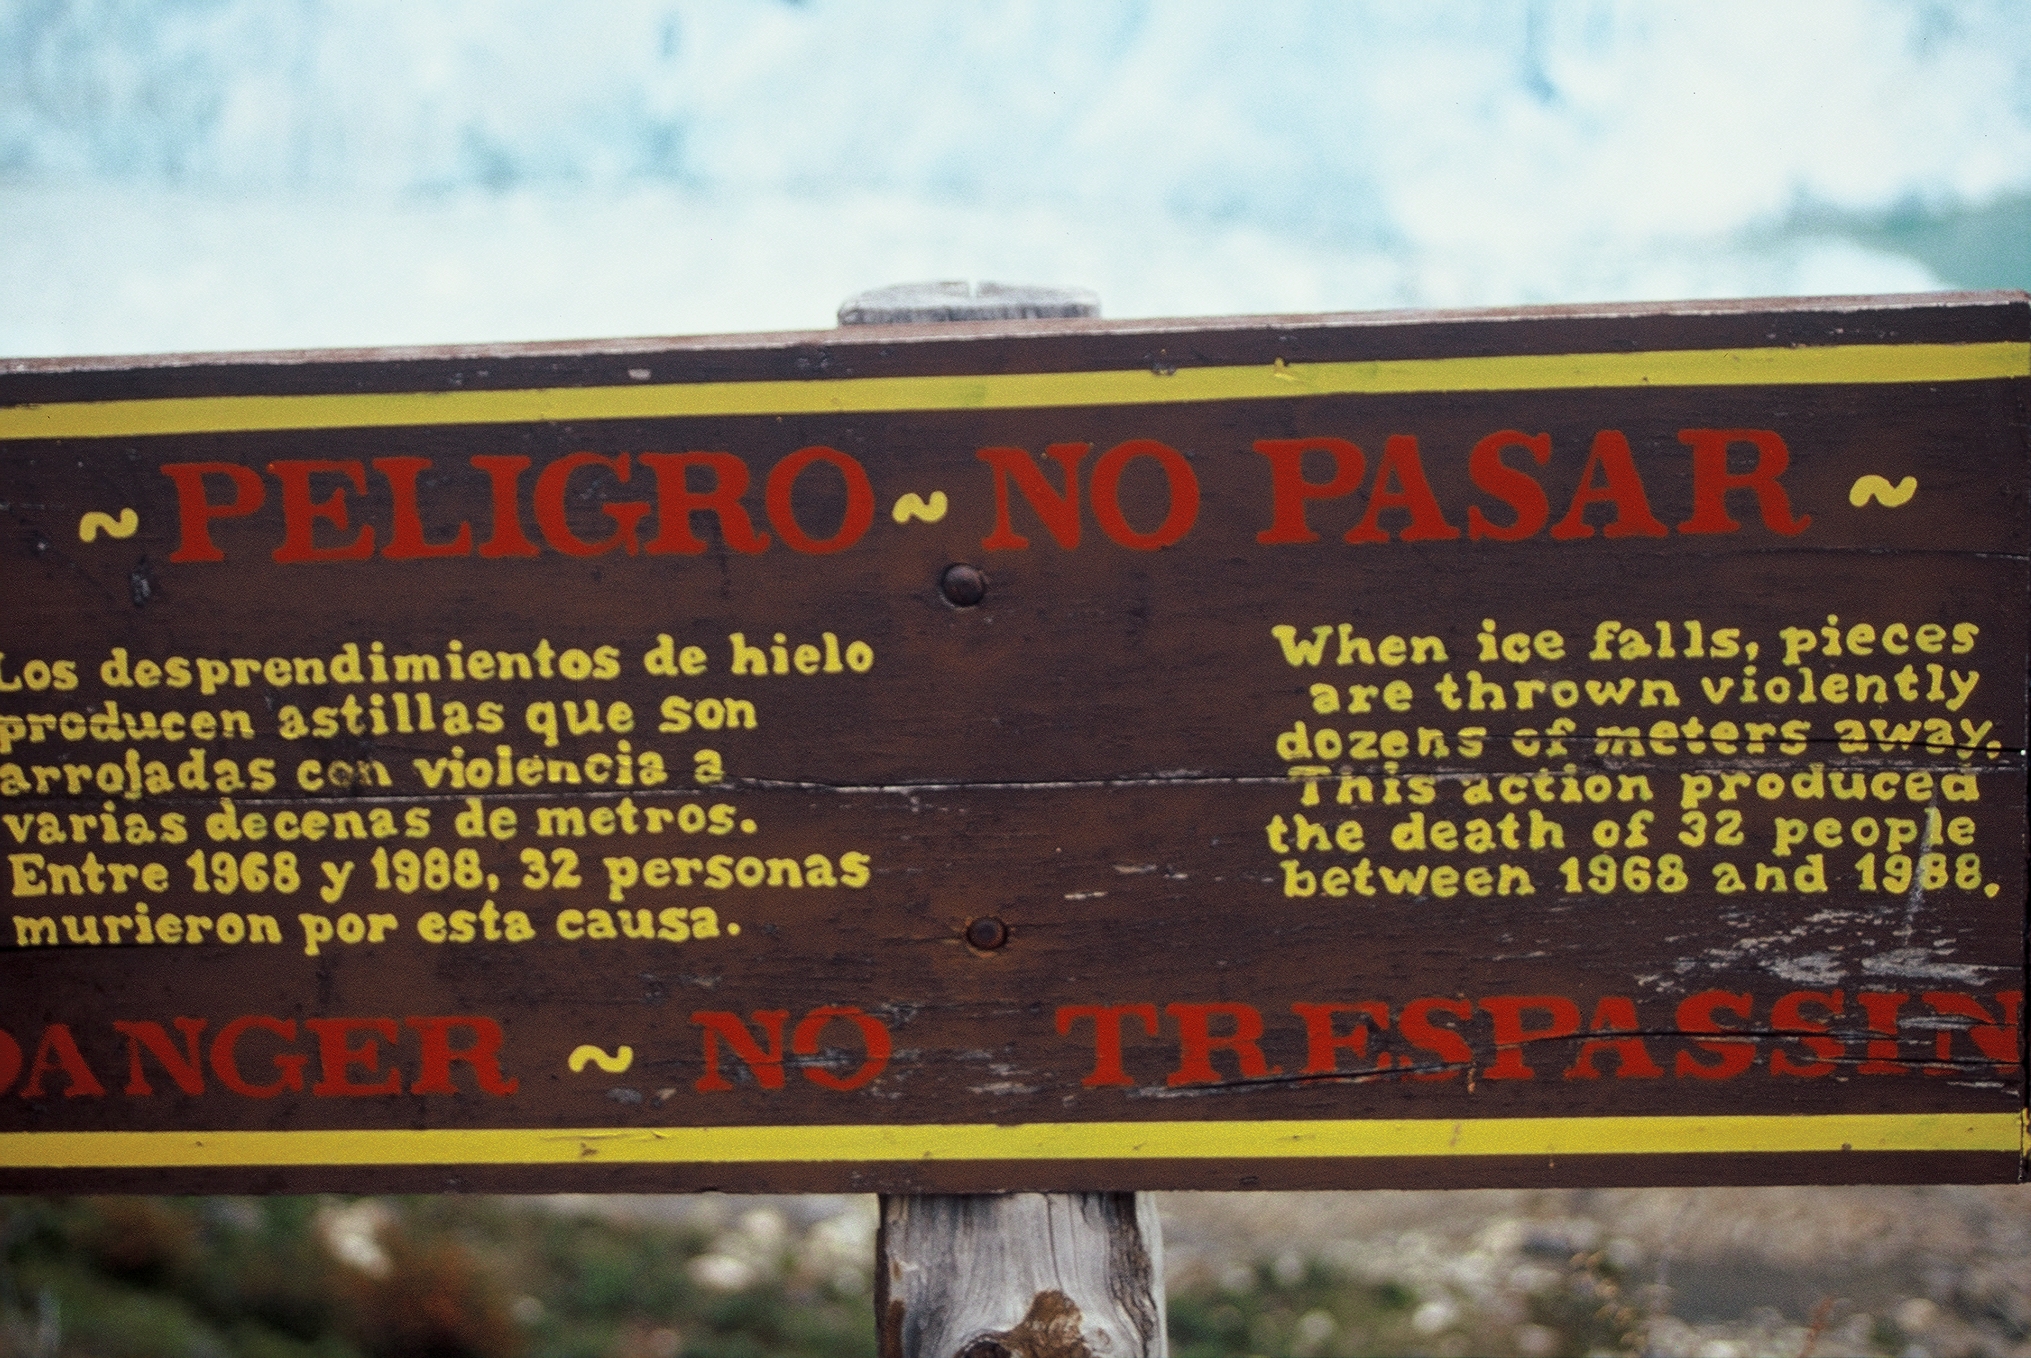 ~ PELIGRO ~ NO PASAR ~
Los desprendimientos de hielo
producen astillas que son
arrojadas con violencia a
varias decenas de metros.
Entre 1968 y 1988, 32 personas
murieron por esta causa.
When ice falls, pieces
are thrown violently
dozens of meters away.
This action produced
the death of 32 people
between 1968 and 1988.
DANGER ~ NO TRESPASSIN